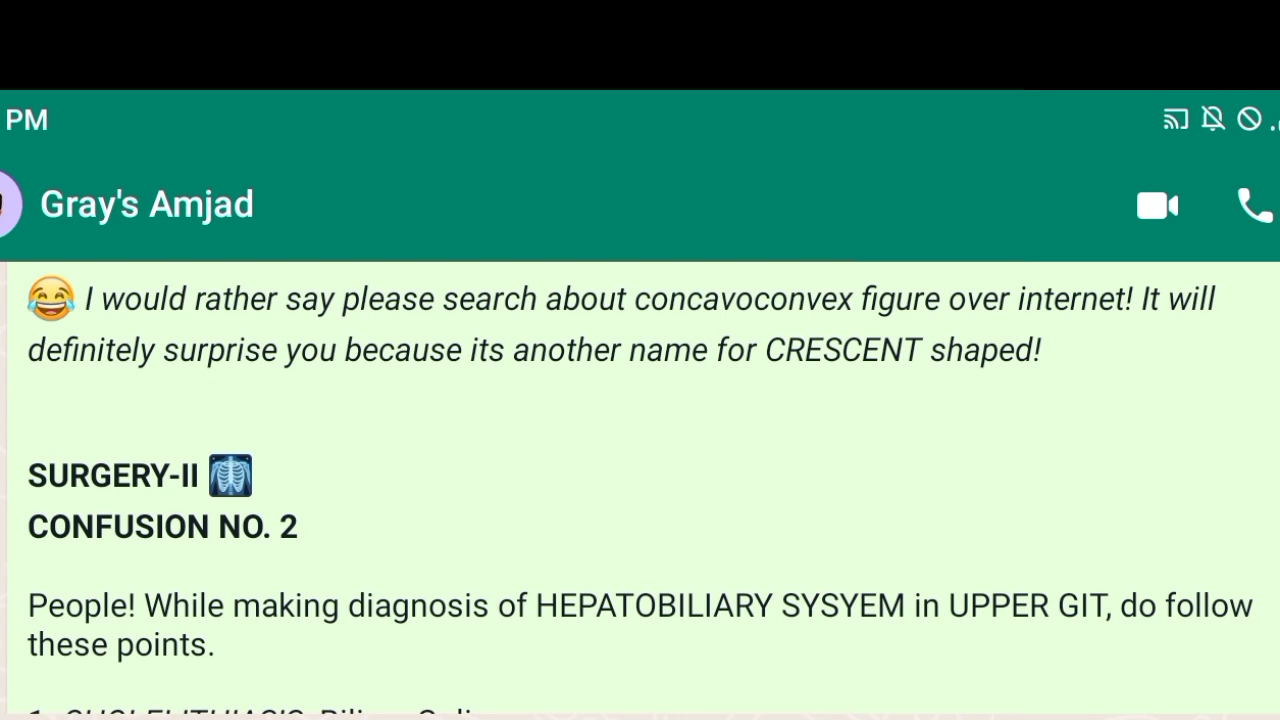 PM
Gray's Amjad
😂 I would rather say please search about concavoconvex figure over internet! It will
definitely surprise you because its another name for CRESCENT shaped!
SURGERY-II 🩻
CONFUSION NO. 2
People! While making diagnosis of HEPATOBILIARY SYSYEM in UPPER GIT, do follow
these points.